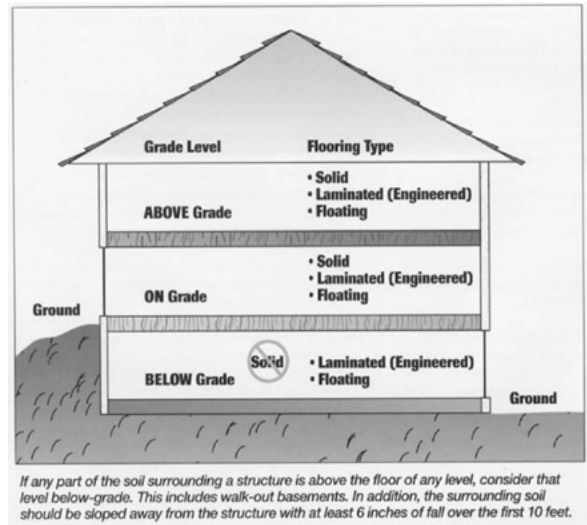 Grade Level Flooring Type
• Solid
• Laminated (Engineered)
ABOVE Grade • Floating
• Solid
• Laminated (Engineered)
ON Grade • Floating
Ground
Solid • Laminated (Engineered)
BELOW Grade • Floating
Ground
If any part of the soil surrounding a structure is above the floor of any level, consider that
level below-grade. This includes walk-out basements. In addition, the surrounding soil
should be sloped away from the structure with at least 6 inches of fall over the first 10 feet.